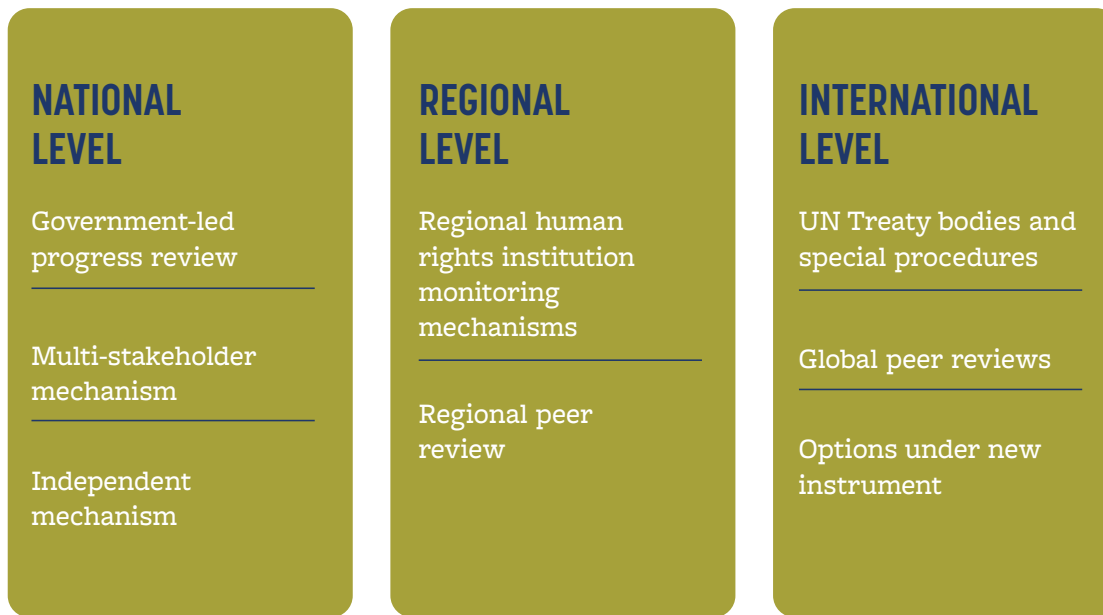 NATIONAL
LEVEL
Government-led
progress review
Multi-stakeholder
mechanism
Independent
mechanism
REGIONAL
LEVEL
Regional human
rights institution
monitoring
mechanisms
Regional peer
review
INTERNATIONAL
LEVEL
UN Treaty bodies and
special procedures
Global peer reviews
Options under new
instrument